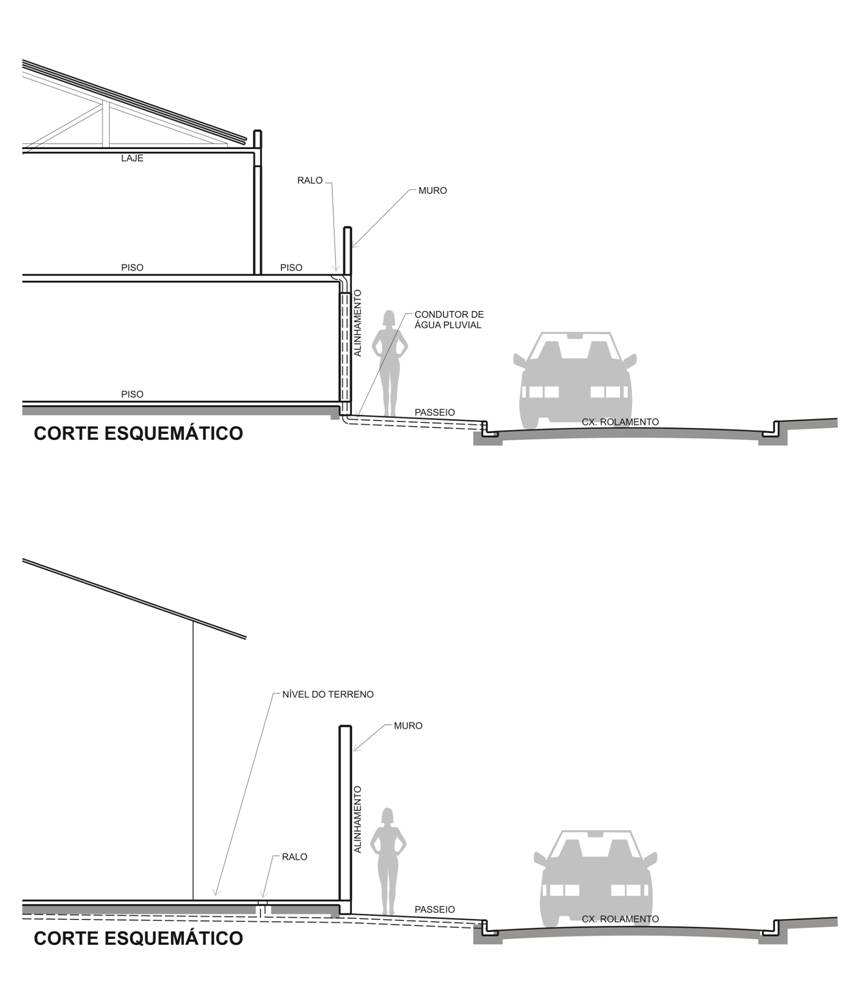 LAJE
RALO
MURO
PISO
PISO
ALINHAMENTO
CONDUTOR DE
ÁGUA PLUVIAL
PISO
PASSEIO
CX. ROLAMENTO
CORTE ESQUEMÁTICO
NÍVEL DO TERRENO
MURO
ALINHAMENTO
RALO
PASSEIO
CX. ROLAMENTO
CORTE ESQUEMÁTICO